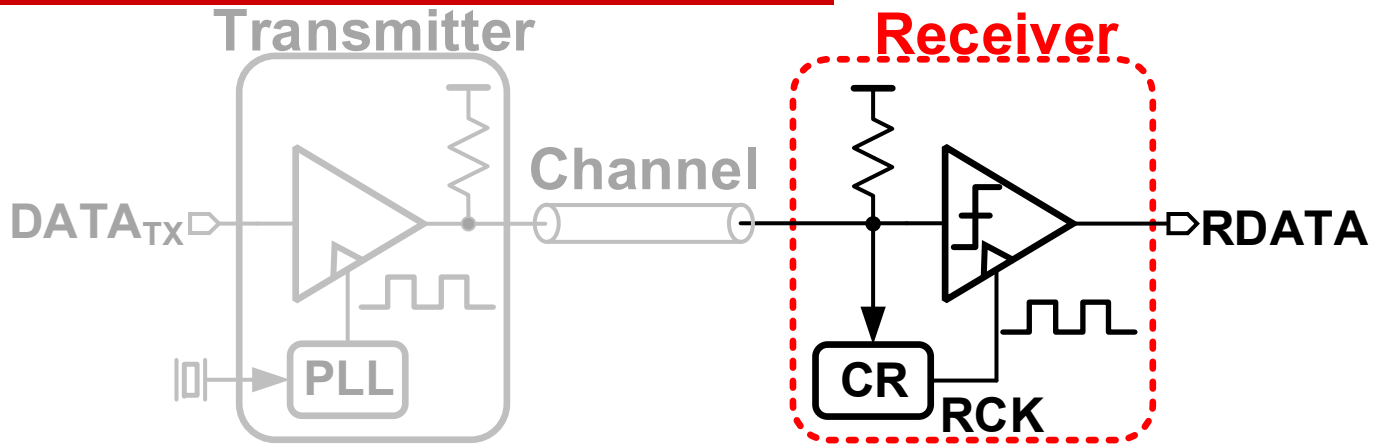 Transmitter
Receiver
Channel
DATATX
RDATA
PLL
CR
RCK